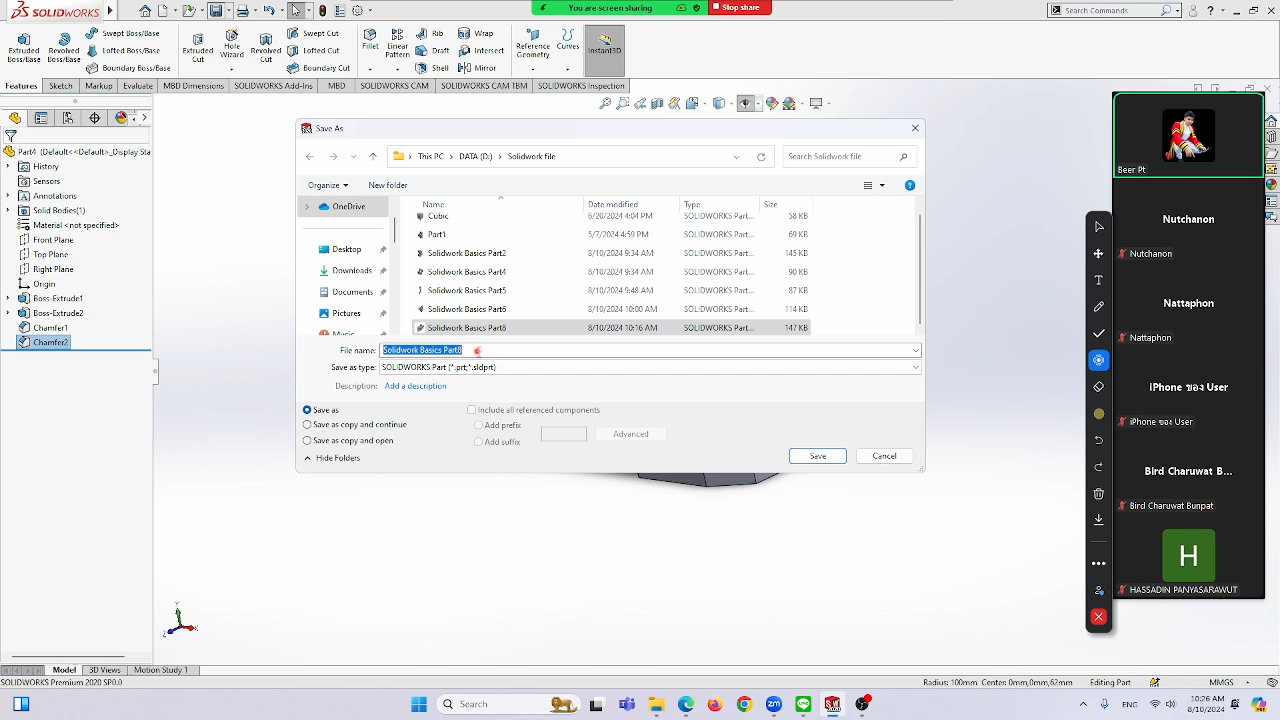 SOLIDWORKS
You are screen sharing
Stop share
Search Commands
Extruded Boss/Base
Revolved Boss/Base
Swept Boss/Base
Lofted Boss/Base
Boundary Boss/Base
Extruded Cut
Hole Wizard
Revolved Cut
Swept Cut
Lofted Cut
Boundary Cut
Fillet
Linear Pattern
Rib
Draft
Shell
Wrap
Intersect
Mirror
Reference Geometry
Curves
Instant3D
Features
Sketch
Markup
Evaluate
MBD Dimensions
SOLIDWORKS Add-Ins
MBD
SOLIDWORKS CAM
SOLIDWORKS CAM TBM
SOLIDWORKS Inspection
Part4 (Default<<Default>_Display Sta
History
Sensors
Annotations
Solid Bodies(1)
Material <not specified>
Front Plane
Top Plane
Right Plane
Origin
Boss-Extrude1
Boss-Extrude2
Chamfer1
Chamfer2
Save As
This PC > DATA (D:) > Solidwork file
Search Solidwork file
Organize
New folder
OneDrive
Desktop
Downloads
Documents
Pictures
Music
Name Date modified Type Size
Cubic 6/20/2024 4:04 PM SOLIDWORKS Part... 58 KB
Part1 5/7/2024 4:59 PM SOLIDWORKS Part... 69 KB
Solidwork Basics Part2 8/10/2024 9:34 AM SOLIDWORKS Part... 145 KB
Solidwork Basics Part4 8/10/2024 9:34 AM SOLIDWORKS Part... 90 KB
Solidwork Basics Part5 8/10/2024 9:48 AM SOLIDWORKS Part... 87 KB
Solidwork Basics Part6 8/10/2024 10:00 AM SOLIDWORKS Part... 114 KB
Solidwork Basics Part8 8/10/2024 10:16 AM SOLIDWORKS Part... 147 KB
File name: Solidwork Basics Part8
Save as type: SOLIDWORKS Part (*.prt;*.sldprt)
Description: Add a description
Save as
Save as copy and continue
Save as copy and open
Include all referenced components
Add prefix
Add suffix
Advanced
Hide Folders
Save
Cancel
Beer Pt
Nutchanon
Nutchanon
Nattaphon
Nattaphon
iPhone ของ User
iPhone ของ User
Bird Charuwat B...
Bird Charuwat Bunpat
H
HASSADIN PANYASARAWUT
Model
3D Views
Motion Study 1
SOLIDWORKS Premium 2020 SP0.0
Radius: 100mm Center: 0mm,0mm,62mm
Editing Part
MMGS
Search
ENG
10:26 AM
8/10/2024